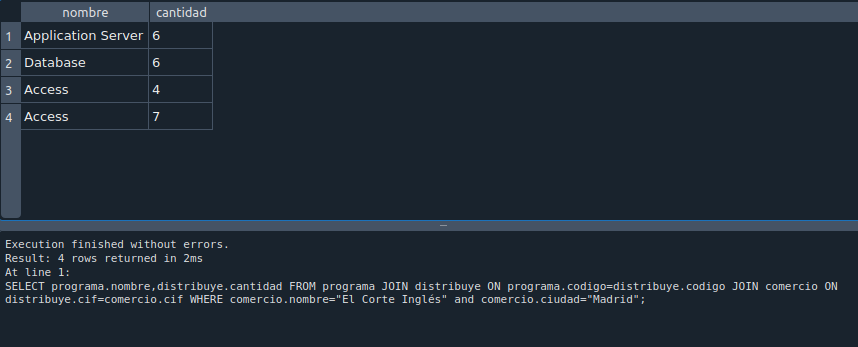 nombre cantidad
1 Application Server 6
2 Database 6
3 Access 4
4 Access 7
Execution finished without errors.
Result: 4 rows returned in 2ms
At line 1:
SELECT programa.nombre,distribuye.cantidad FROM programa JOIN distribuye ON programa.codigo=distribuye.codigo JOIN comercio ON
distribuye.cif=comercio.cif WHERE comercio.nombre="El Corte Inglés" and comercio.ciudad="Madrid";